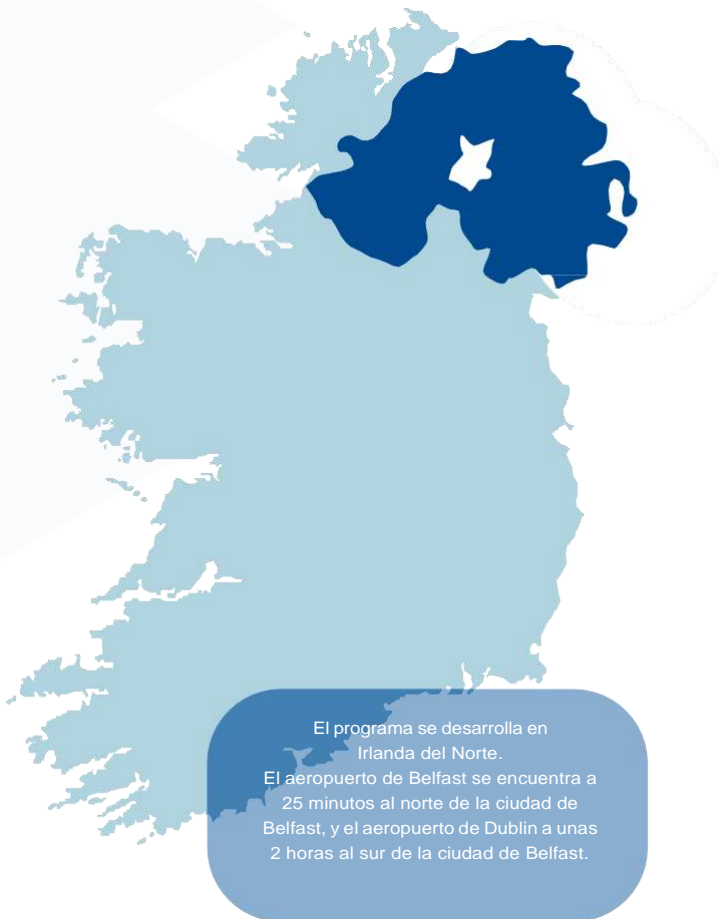 El programa se desarrolla en
Irlanda del Norte.
El aeropuerto de Belfast se encuentra a
25 minutos al norte de la ciudad de
Belfast, y el aeropuerto de Dublin a unas
2 horas al sur de la ciudad de Belfast.